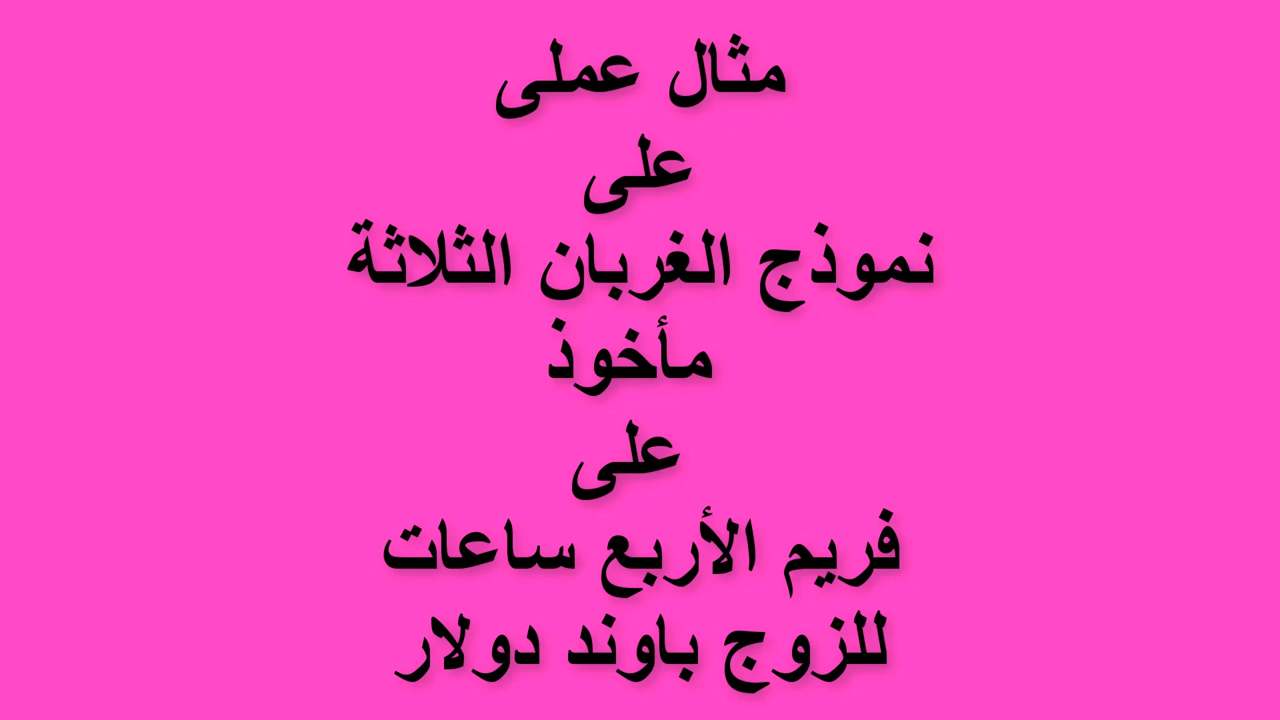 مثال عملى
على
نموذج الغربان الثلاثة
مأخوذ
على
فريم الأربع ساعات
للزوج باوند دولار